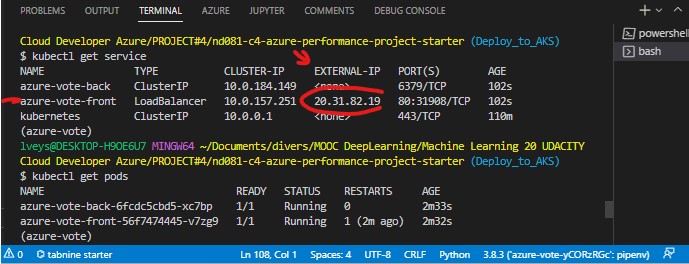 PROBLEMS OUTPUT TERMINAL AZURE JUPYTER COMMENTS DEBUG CONSOLE
Cloud Developer Azure/PROJECT#4/nd081-c4-azure-performance-project-starter (Deploy_to_AKS)
$ kubectl get service
NAME TYPE CLUSTER-IP EXTERNAL-IP PORT(S) AGE
azure-vote-back ClusterIP 10.0.184.149 <none> 6379/TCP 102s
azure-vote-front LoadBalancer 10.0.157.251 20.31.82.19 80:31908/TCP 102s
kubernetes ClusterIP 10.0.0.1 <none> 443/TCP 110m
(azure-vote)
lveys@DESKTOP-H9OE6U7 MINGW64 ~/Documents/divers/MOOC DeepLearning/Machine Learning 20 UDACITY
Cloud Developer Azure/PROJECT#4/nd081-c4-azure-performance-project-starter (Deploy_to_AKS)
$ kubectl get pods
NAME READY STATUS RESTARTS AGE
azure-vote-back-6fcdc5cbd5-xc7bp 1/1 Running 0 2m33s
azure-vote-front-56f7474445-v7zg9 1/1 Running 1 (2m ago) 2m32s
(azure-vote)
powershell
bash
0 tabnine starter Ln 108, Col 1 Spaces: 4 UTF-8 CRLF Python 3.8.3 ('azure-vote-yCORzRGc': pipenv)